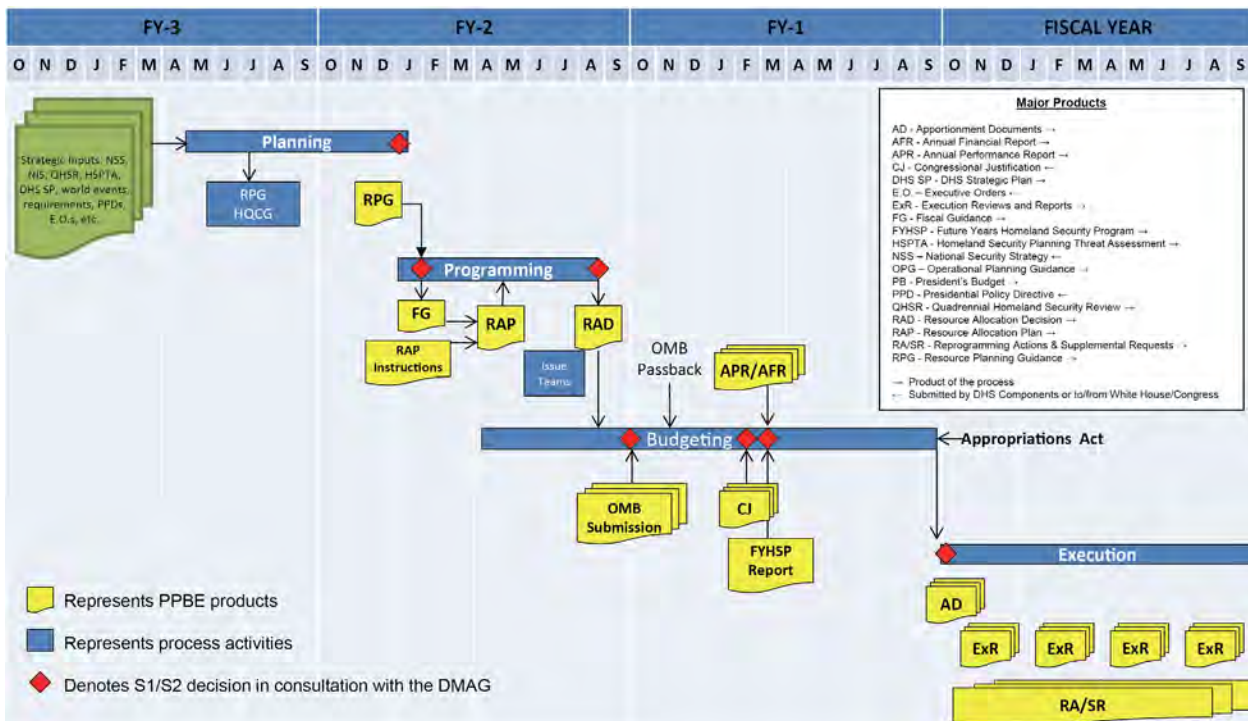 FY-3 FY-2 FY-1 FISCAL YEAR
O N D J F M A M J J A S O N D J F M A M J J A S O N D J F M A M J J A S O N D J F M A M J J A S
Strategic Inputs, NSS,
NIS, QHSR, HSPTA,
DHS SP, world events,
requirements, PPDs,
E.O.s, etc.
Planning
RPG
HQCG
RPG
Programming
FG
RAP
RAD
RAP
Instructions
Issue
Teams
OMB
Passback
APR/AFR
Budgeting
Appropriations Act
OMB
Submission
CJ
FYHSP
Report
Execution
AD
ExR ExR ExR ExR
RA/SR
Major Products
AD - Apportionment Documents →
AFR - Annual Financial Report →
APR - Annual Performance Report →
CJ - Congressional Justification ←
DHS SP - DHS Strategic Plan →
E.O. – Executive Orders ←
ExR - Execution Reviews and Reports →
FG - Fiscal Guidance →
FYHSP - Future Years Homeland Security Program →
HSPTA - Homeland Security Planning Threat Assessment →
NSS – National Security Strategy ←
OPG – Operational Planning Guidance →
PB - President's Budget →
PPD - Presidential Policy Directive ←
QHSR - Quadrennial Homeland Security Review →
RAD - Resource Allocation Decision →
RAP - Resource Allocation Plan →
RA/SR - Reprogramming Actions & Supplemental Requests →
RPG - Resource Planning Guidance →
→ Product of the process
← Submitted by DHS Components or to/from White House/Congress
Represents PPBE products
Represents process activities
Denotes S1/S2 decision in consultation with the DMAG